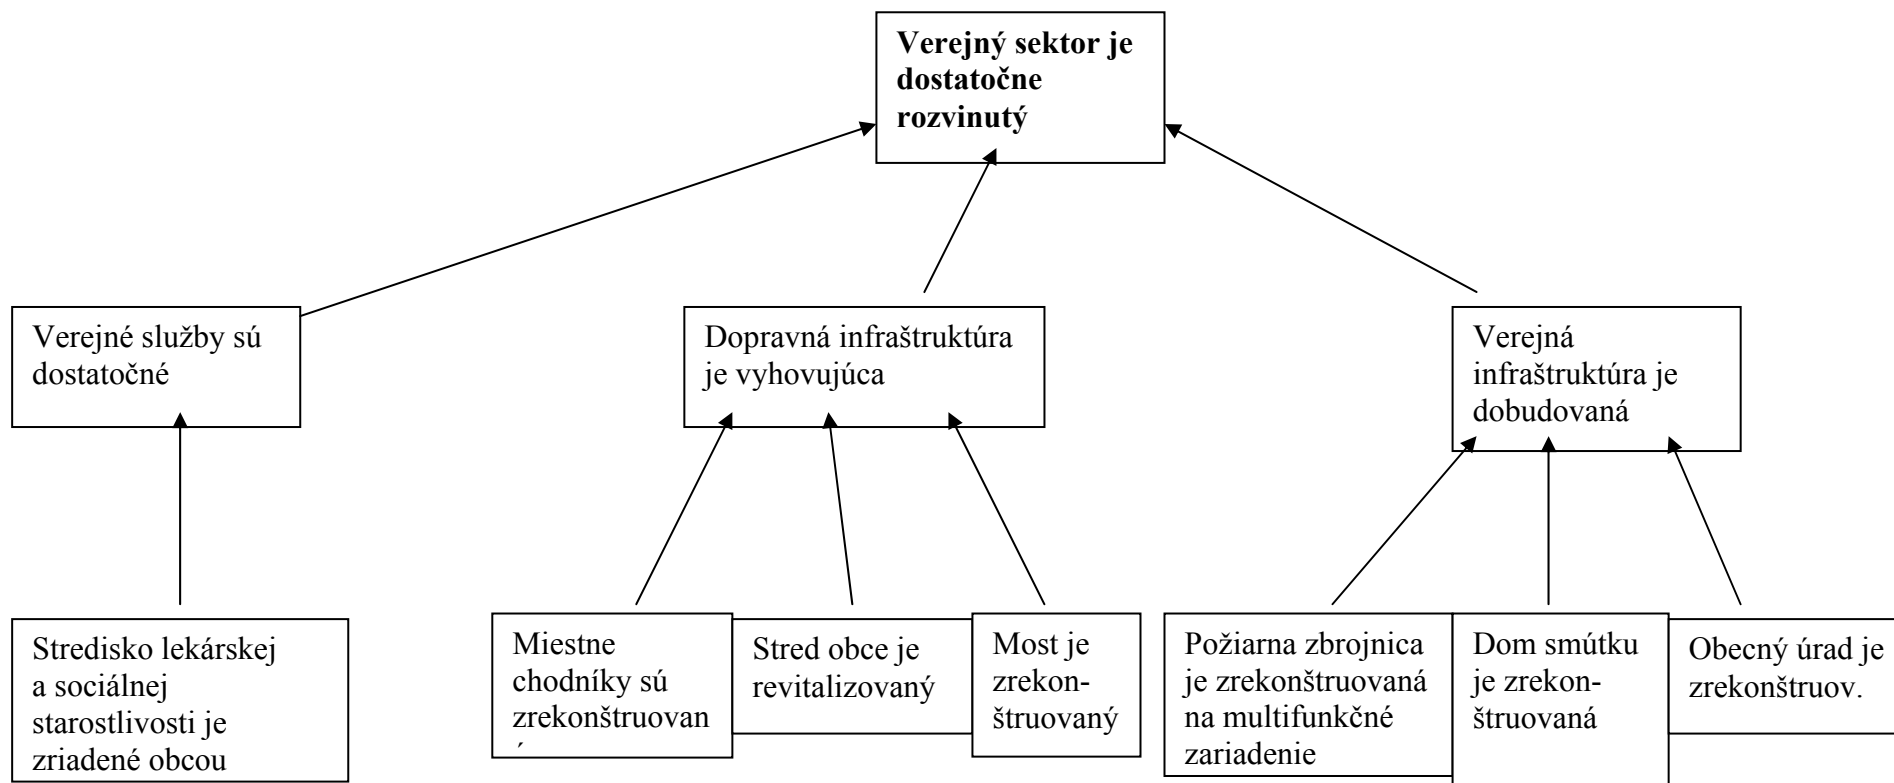 Verejný sektor je
dostatočne
rozvinutý
Verejné služby sú
dostatočné
Dopravná infraštruktúra
je vyhovujúca
Verejná
infraštruktúra je
dobudovaná
Stredisko lekárskej
a sociálnej
starostlivosti je
zriadené obcou
Miestne
chodníky sú
zrekonštruovan
Stred obce je
revitalizovaný
Most je
zrekon-
štruovaný
Požiarna zbrojnica
je zrekonštruovaná
na multifunkčné
zariadenie
Dom smútku
je zrekon-
štruovaná
Obecný úrad je
zrekonštruov.